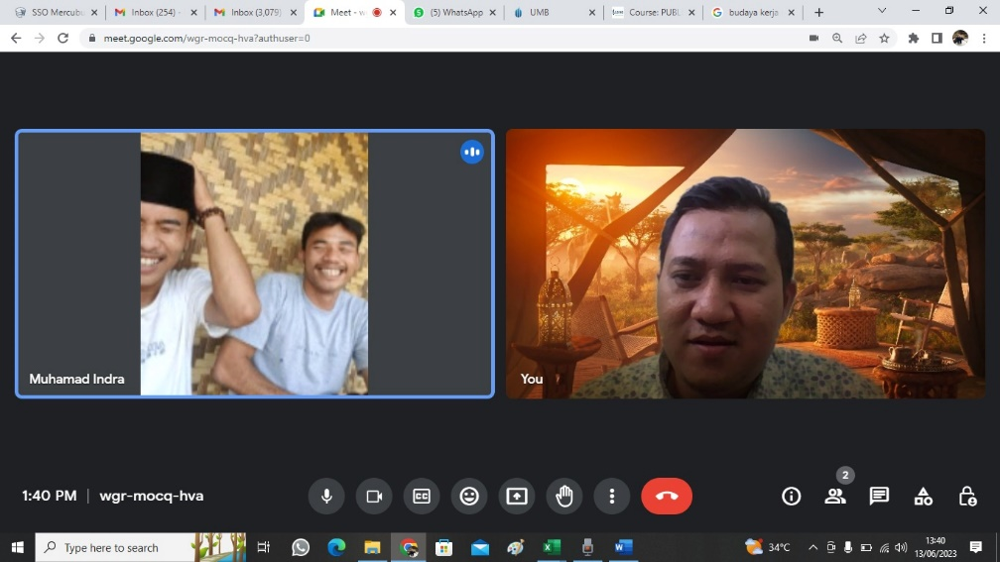 SSO Mercubu
Inbox (254) -
Inbox (3,079)
Meet - w
(5) WhatsApp
UMB
Course: PUBL
budaya kerja
meet.google.com/wgr-mocq-hva?authuser=0
Muhamad Indra
You
2
1:40 PM | wgr-mocq-hva
CC
Type here to search
34°C
13:40
13/06/2023